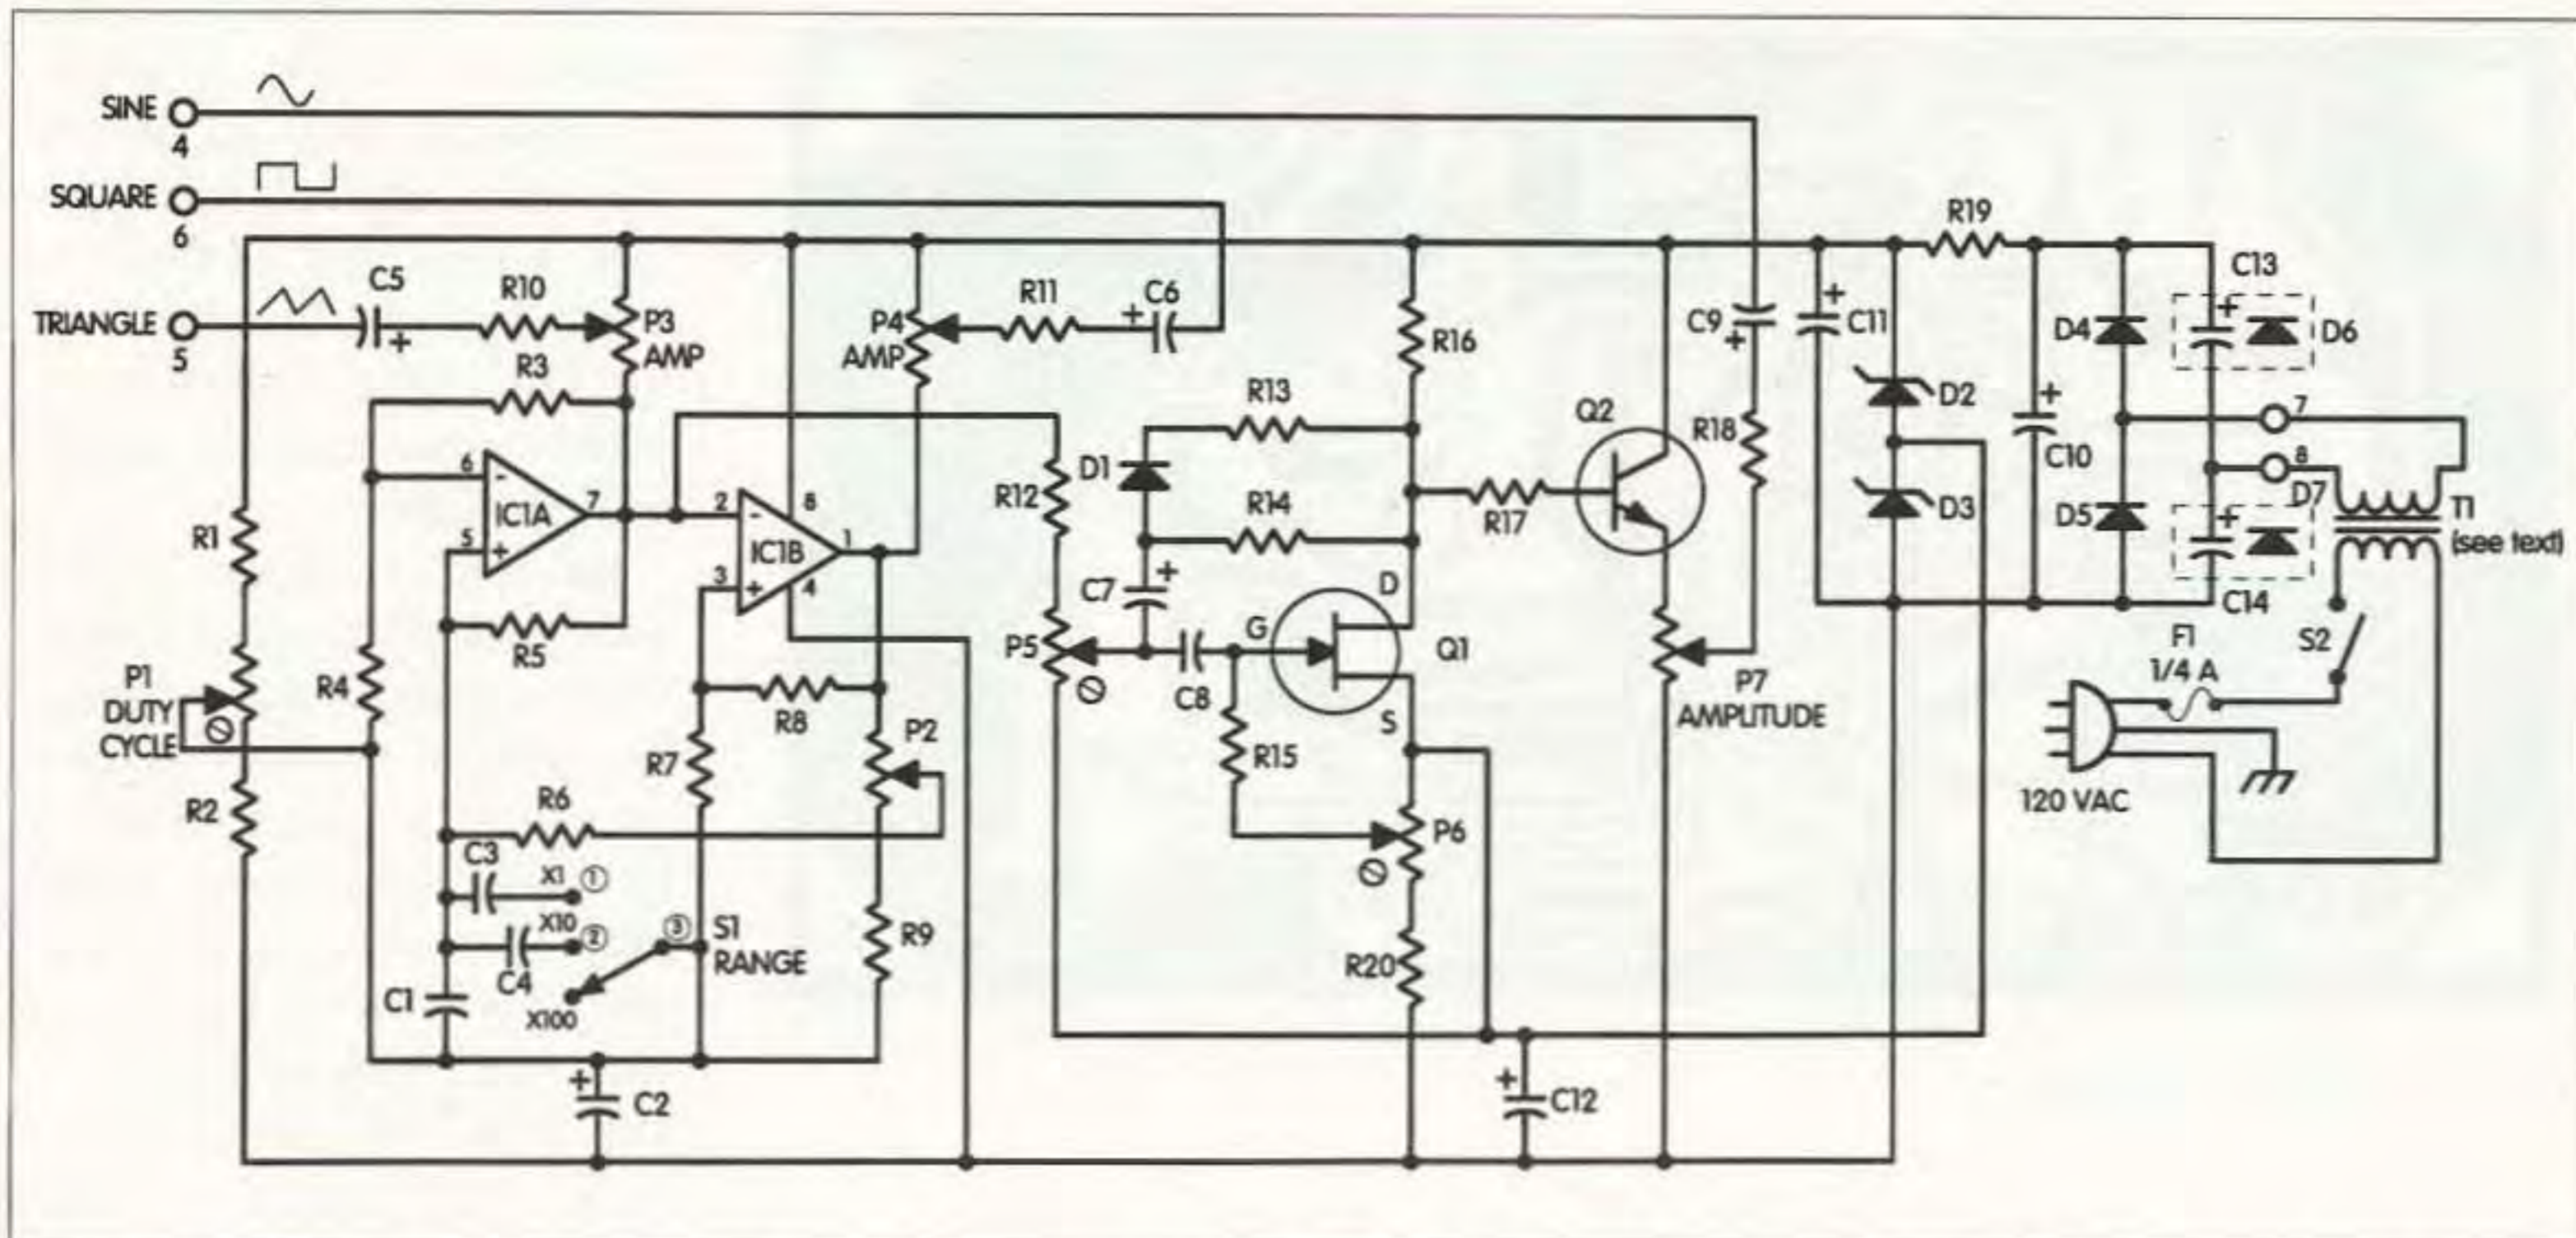 SINE
4
SQUARE
6
TRIANGLE
5
C5
+
R10
P3
AMP
R3
P4
AMP
R11
+
C6
R16
C9
+
+
C11
R19
C13
+
D4
D6
D2
+
C10
7
8
D7
D3
D5
+
C14
T1
(see text)
R13
D1
R14
R12
C7
+
R17
Q2
R18
6
-
IC1A
7
5
+
2
-
8
IC1B
1
3
+
4
R1
R5
P5
C8
G
D
Q1
S
R15
P7
AMPLITUDE
F1
1/4 A
S2
120 VAC
P1
DUTY
CYCLE
R4
R8
R7
P2
R2
R6
P6
C3
X1
1
X10
2
C4
3
S1
RANGE
R9
C1
X100
R20
+
C2
+
C12